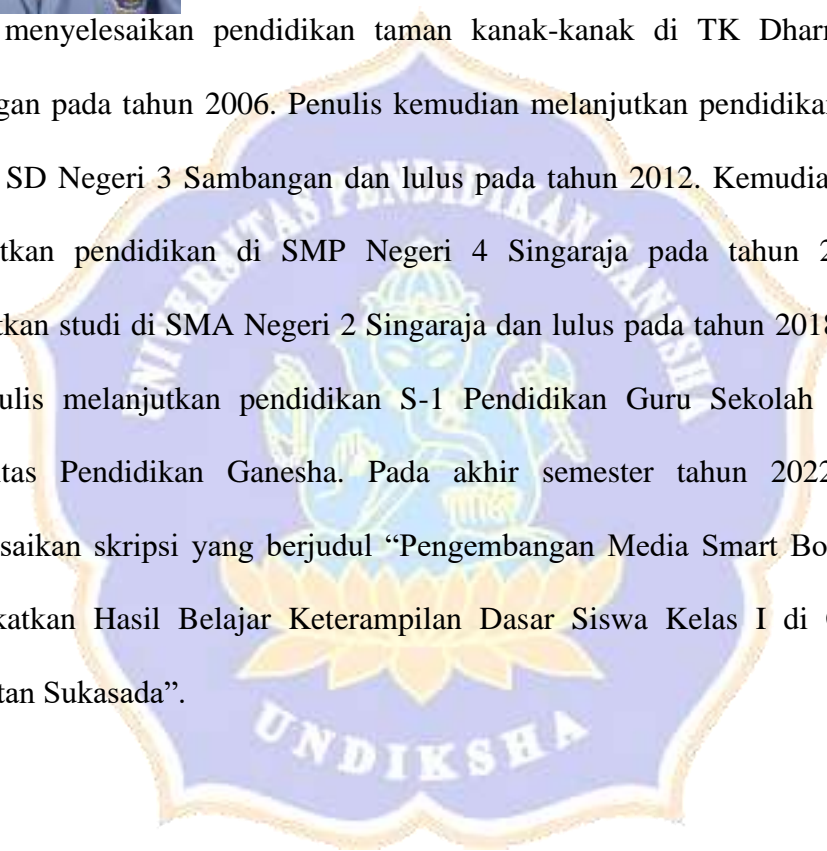 menyelesaikan pendidikan taman kanak-kanak di TK Dharm
gan pada tahun 2006. Penulis kemudian melanjutkan pendidikan
SD Negeri 3 Sambangan dan lulus pada tahun 2012. Kemudia
tkan pendidikan di SMP Negeri 4 Singaraja pada tahun 2
tkan studi di SMA Negeri 2 Singaraja dan lulus pada tahun 2018
ulis melanjutkan pendidikan S-1 Pendidikan Guru Sekolah
itas Pendidikan Ganesha. Pada akhir semester tahun 2022
saikan skripsi yang berjudul “Pengembangan Media Smart Bo
katkan Hasil Belajar Keterampilan Dasar Siswa Kelas I di
tan Sukasada”.
UNIVERSITAS PENDIDIKAN GANESHA
UNDIKSHA